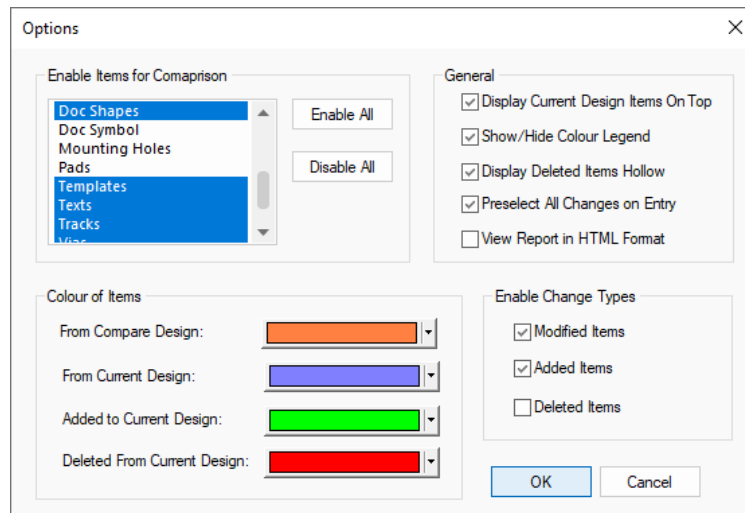 Options
Enable Items for Comaprison
Doc Shapes
Doc Symbol
Mounting Holes
Pads
Templates
Texts
Tracks
Vias
Enable All
Disable All
General
Display Current Design Items On Top
Show/Hide Colour Legend
Display Deleted Items Hollow
Preselect All Changes on Entry
View Report in HTML Format
Colour of Items
From Compare Design:
From Current Design:
Added to Current Design:
Deleted From Current Design:
Enable Change Types
Modified Items
Added Items
Deleted Items
OK
Cancel